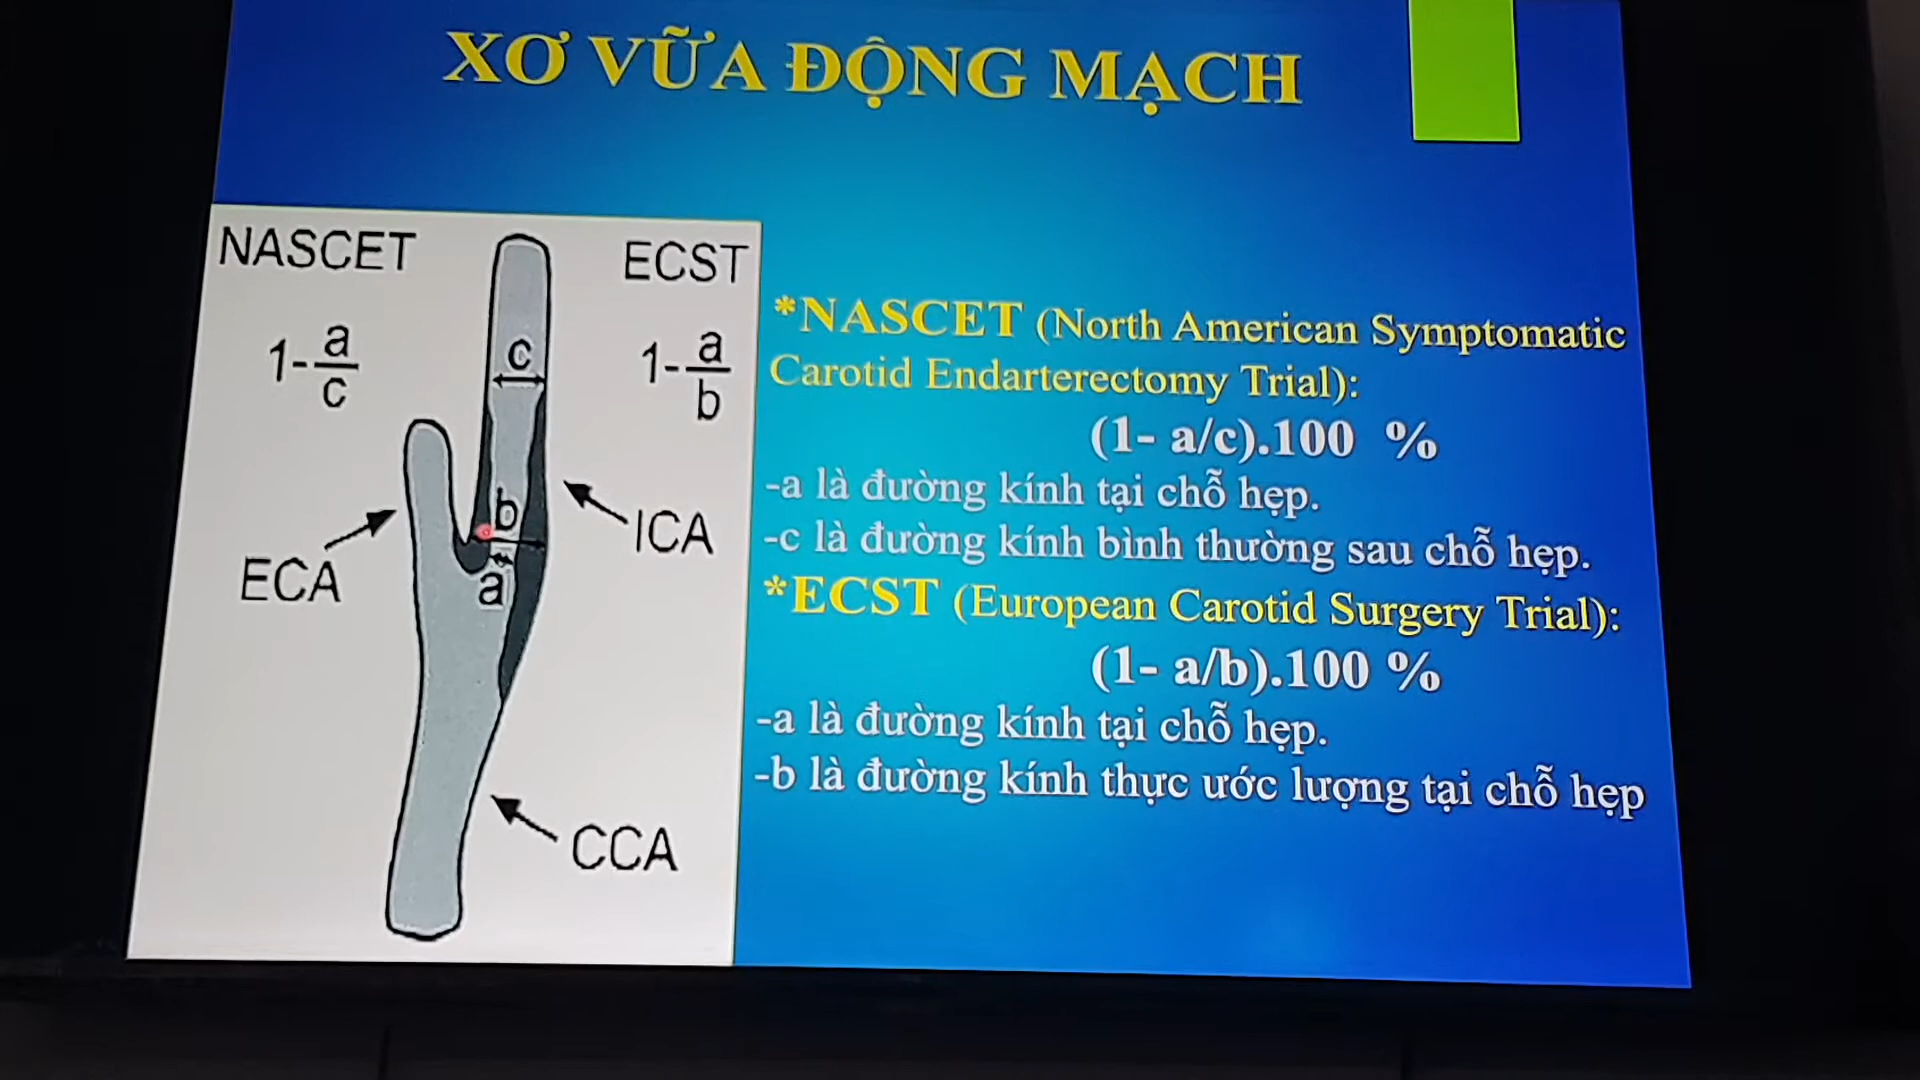 XƠ VỮA ĐỘNG MẠCH
NASCET
ECST
1-a/c
1-a/b
c
b
a
ECA
ICA
CCA
*NASCET (North American Symptomatic
Carotid Endarterectomy Trial):
(1- a/c).100 %
-a là đường kính tại chỗ hẹp.
-c là đường kính bình thường sau chỗ hẹp.
*ECST (European Carotid Surgery Trial):
(1- a/b).100 %
-a là đường kính tại chỗ hẹp.
-b là đường kính thực ước lượng tại chỗ hẹp